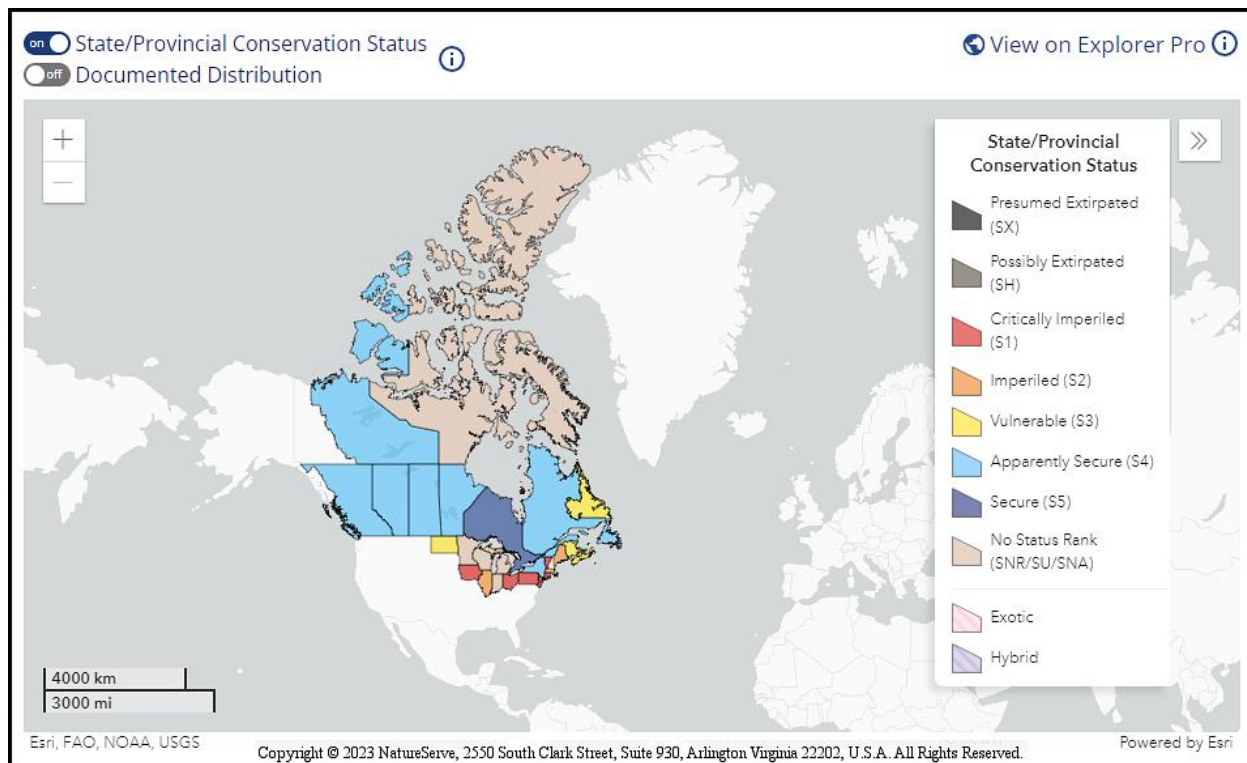 on State/Provincial Conservation Status
off Documented Distribution
View on Explorer Pro
+
−
State/Provincial
Conservation Status
Presumed Extirpated
(SX)
Possibly Extirpated
(SH)
Critically Imperiled
(S1)
Imperiled (S2)
Vulnerable (S3)
Apparently Secure (S4)
Secure (S5)
No Status Rank
(SNR/SU/SNA)
Exotic
Hybrid
4000 km
3000 mi
Esri, FAO, NOAA, USGS
Copyright © 2023 NatureServe, 2550 South Clark Street, Suite 930, Arlington Virginia 22202, U.S.A. All Rights Reserved.
Powered by Esri